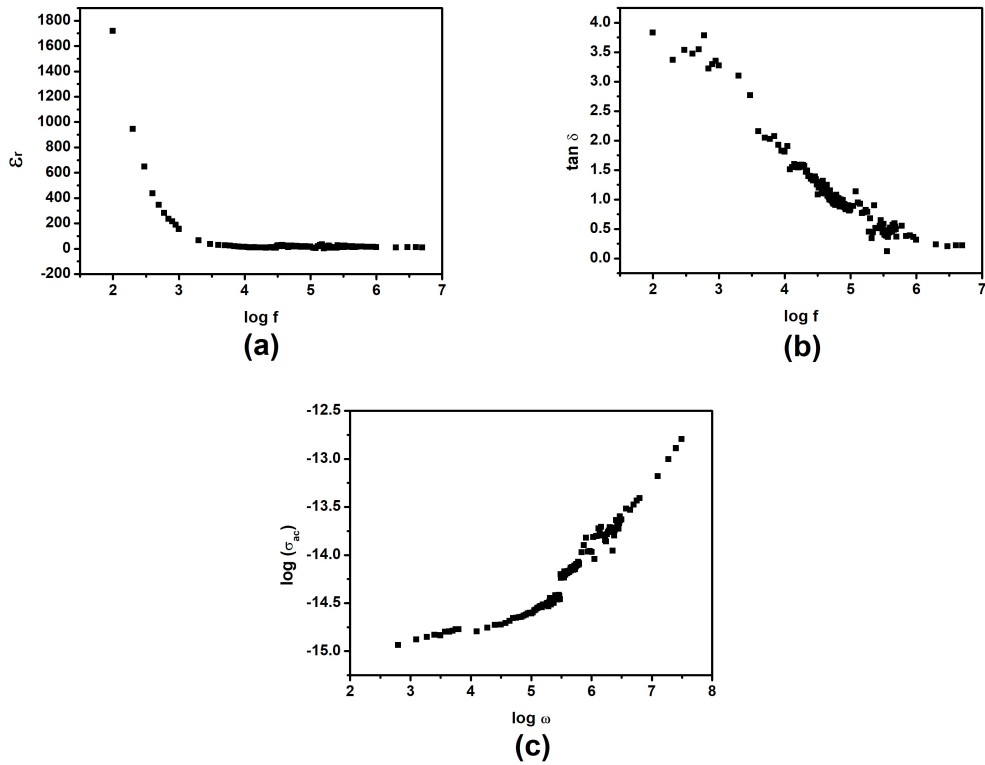 1800
1600
1400
1200
1000
800
600
400
200
0
-200
εr
2 3 4 5 6 7
log f
(a)
4.0
3.5
3.0
2.5
2.0
1.5
1.0
0.5
0.0
tan δ
2 3 4 5 6 7
log f
(b)
-12.5
-13.0
-13.5
-14.0
-14.5
-15.0
log (σac)
2 3 4 5 6 7 8
log ω
(c)